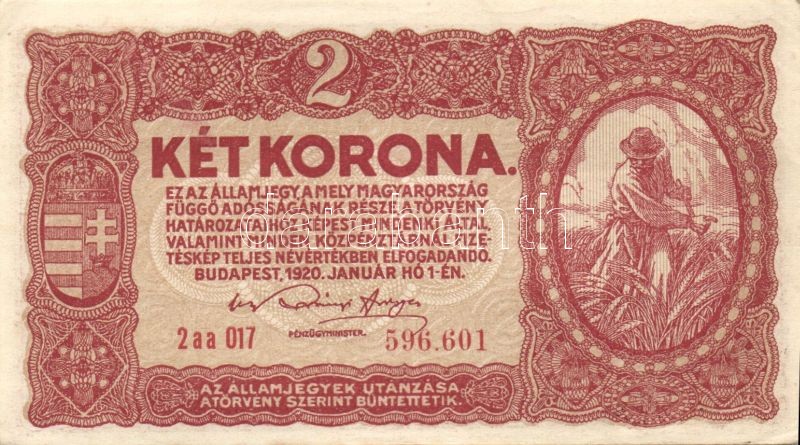 2
KÉT KORONA.
EZ AZ ÁLLAMJEGY, AMELY MAGYARORSZÁG
FÜGGŐ ADÓSSÁGÁNAK RÉSZE, A TÖRVÉNY
HATÁROZATAIHOZ KÉPEST MINDENKI ÁLTAL,
VALAMINT MINDEN KÖZPÉNZTÁRNÁL FIZE-
TÉSKÉP TELJES NÉVÉRTÉKBEN ELFOGADANDÓ.
BUDAPEST, 1920. JANUÁR HÓ 1-ÉN.
2aa 017 PÉNZÜGYMINISTER. 596.601
AZ ÁLLAMJEGYEK UTÁNZÁSA
A TÖRVÉNY SZERINT BÜNTETTETIK.